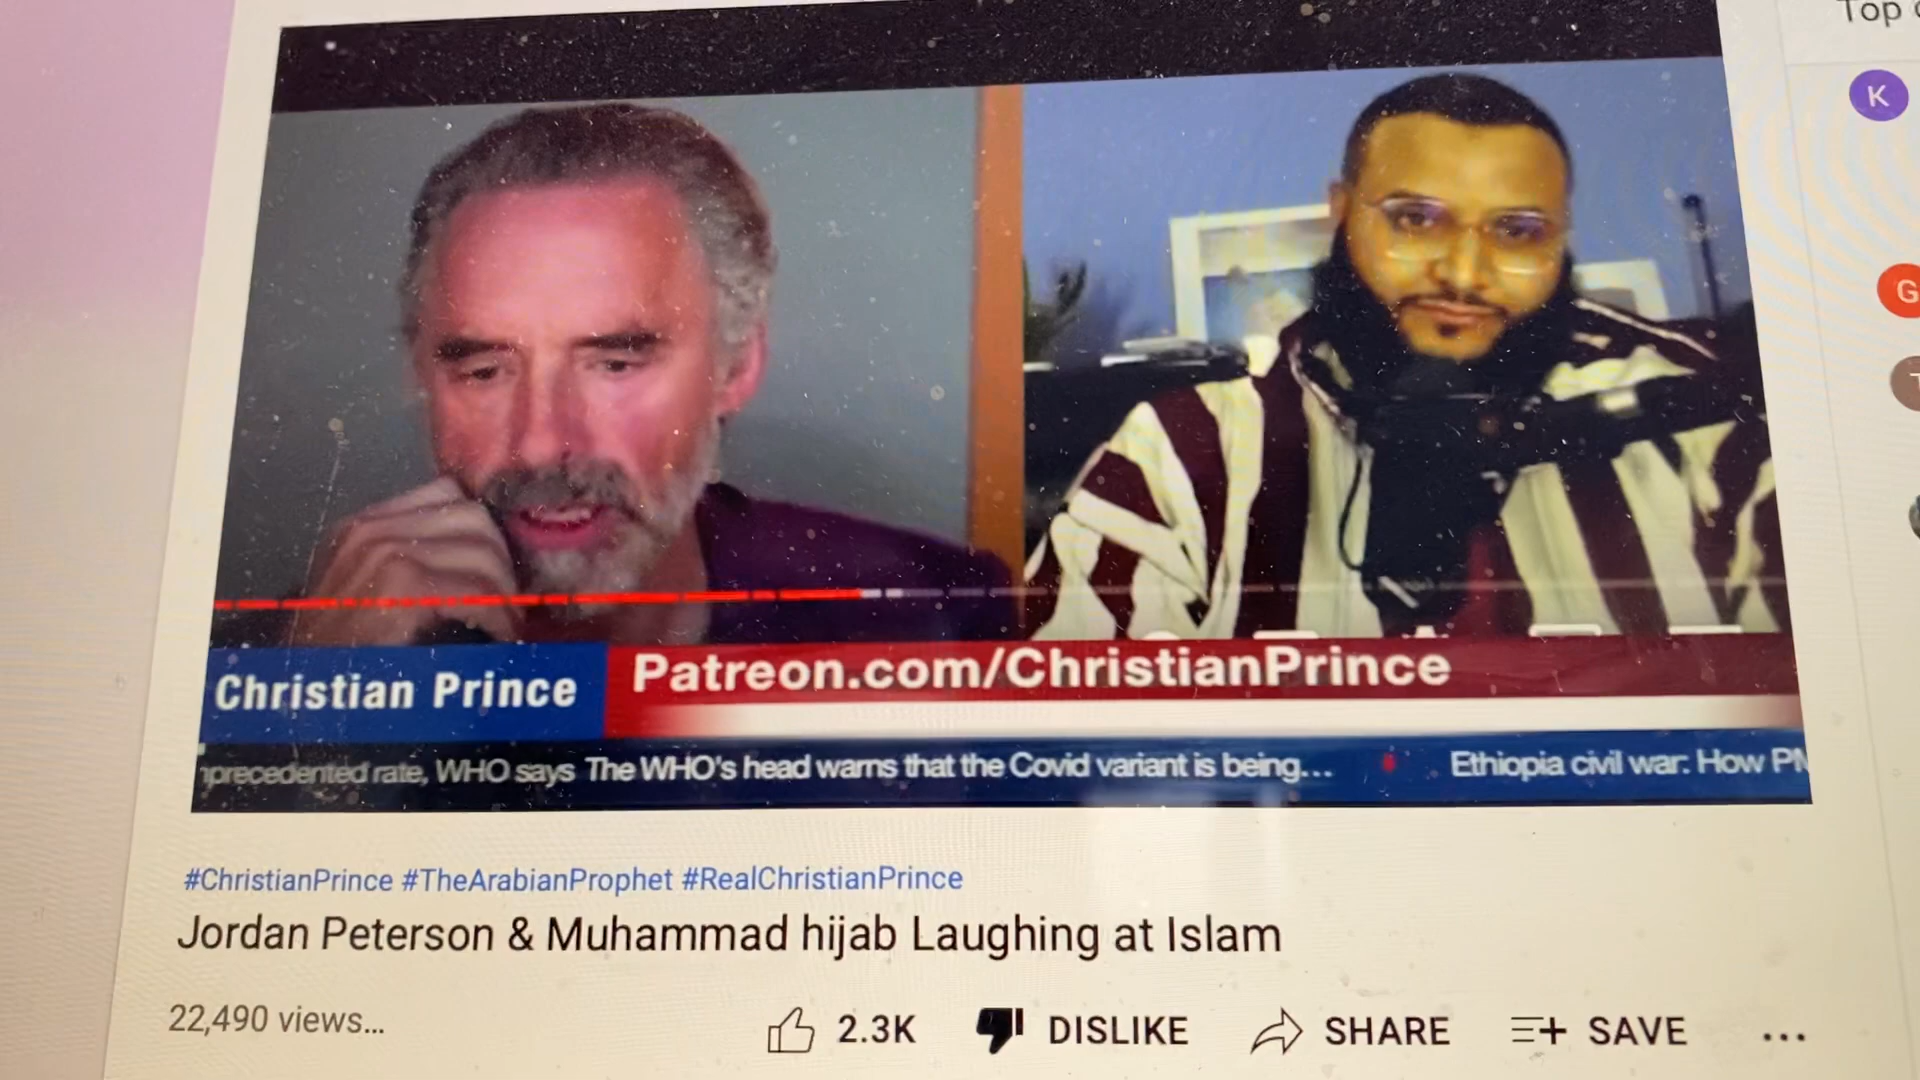 Top
K
G
Christian Prince
Patreon.com/ChristianPrince
rate, WHO says The WHO's head warns that the Covid variant is being... Ethiopia civil war: How
#ChristianPrince #TheArabianProphet #RealChristianPrince
Jordan Peterson & Muhammad hijab Laughing at Islam
22,490 views...
2.3K
DISLIKE
SHARE
SAVE